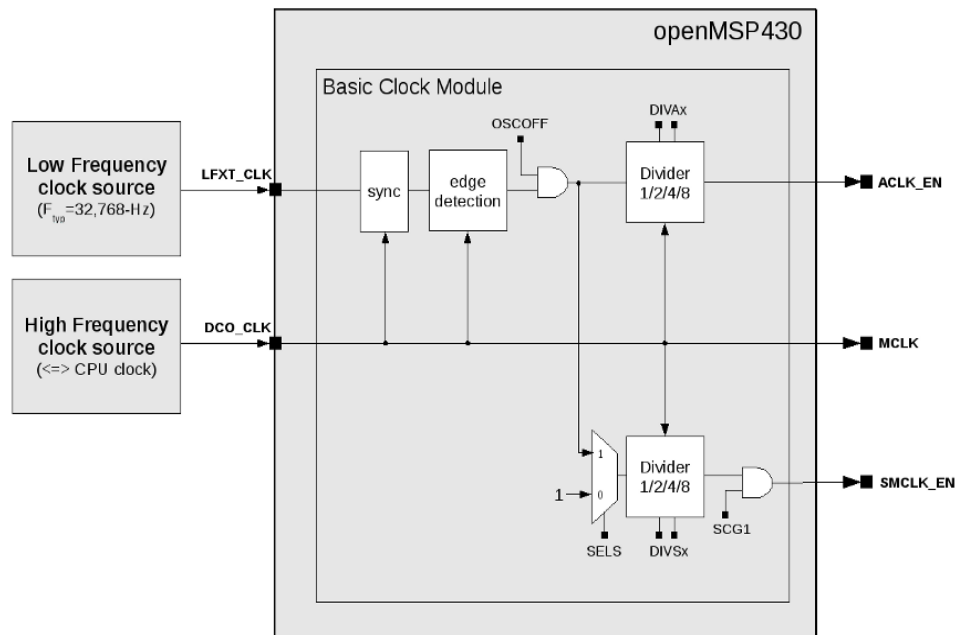 openMSP430
Basic Clock Module
OSCOFF
DIVAx
Low Frequency
clock source
(Ftyp=32,768-Hz)
LFXT_CLK
sync
edge
detection
Divider
1/2/4/8
ACLK_EN
High Frequency
clock source
(<=> CPU clock)
DCO_CLK
MCLK
1
1
0
Divider
1/2/4/8
SMCLK_EN
SCG1
SELS
DIVSx